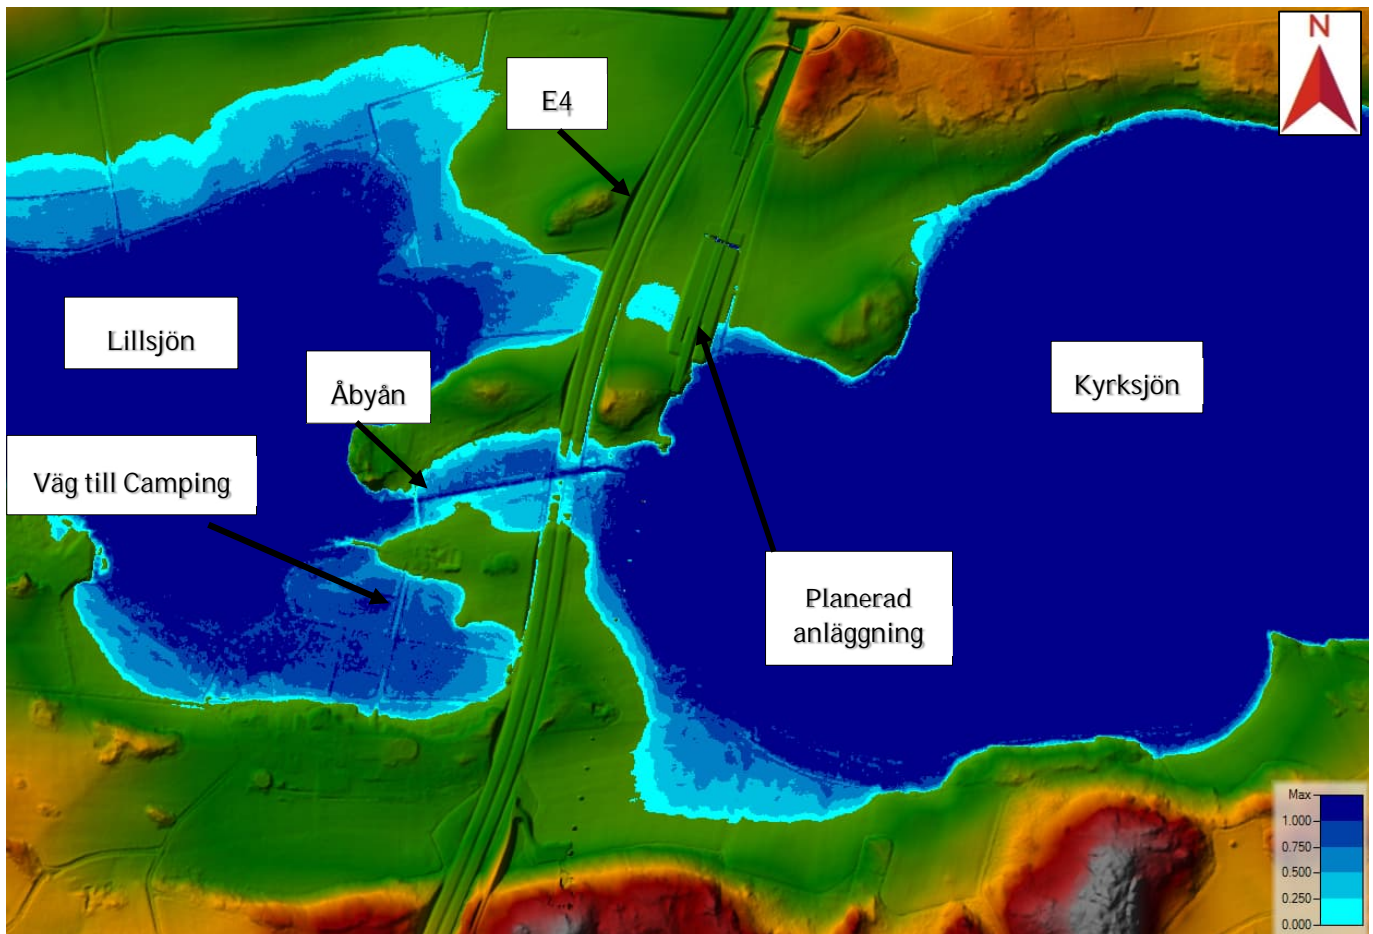 N
E4
Lillsjön
Åbyån
Kyrksjön
Väg till Camping
Planerad
anläggning
Max
1.000
0.750
0.500
0.250
0.000